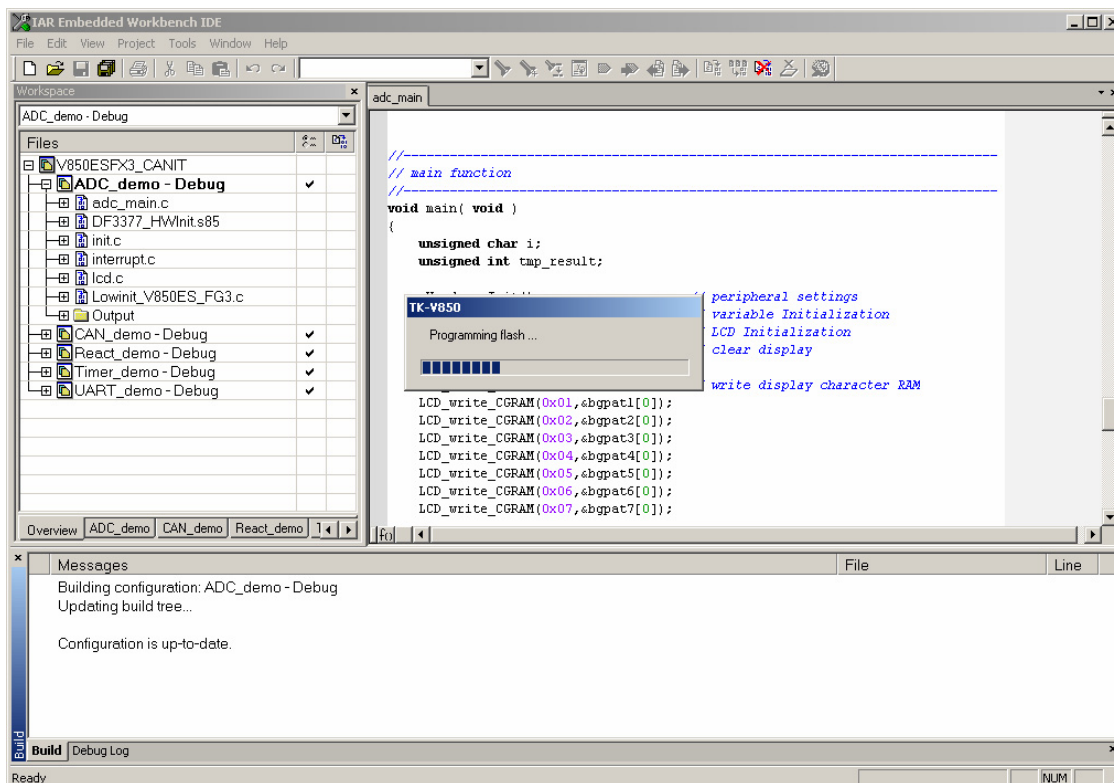 IAR Embedded Workbench IDE
File Edit View Project Tools Window Help
Workspace
ADC_demo - Debug
Files
V850ESFX3_CANIT
ADC_demo - Debug
adc_main.c
DF3377_HWInit.s85
init.c
interrupt.c
lcd.c
Lowinit_V850ES_FG3.c
Output
CAN_demo - Debug
React_demo - Debug
Timer_demo - Debug
UART_demo - Debug
Overview ADC_demo CAN_demo React_demo
adc_main
//-----------------------------------------------------------------------------
// main function
//-----------------------------------------------------------------------------
void main( void )
{
unsigned char i;
unsigned int tmp_result;
// peripheral settings
variable Initialization
LCD Initialization
clear display
write display character RAM
TK-V850
Programming flash ...
LCD_write_CGRAM(0x01,&bgpat1[0]);
LCD_write_CGRAM(0x02,&bgpat2[0]);
LCD_write_CGRAM(0x03,&bgpat3[0]);
LCD_write_CGRAM(0x04,&bgpat4[0]);
LCD_write_CGRAM(0x05,&bgpat5[0]);
LCD_write_CGRAM(0x06,&bgpat6[0]);
LCD_write_CGRAM(0x07,&bgpat7[0]);
Messages File Line
Building configuration: ADC_demo - Debug
Updating build tree...
Configuration is up-to-date.
Build
Build Debug Log
Ready NUM